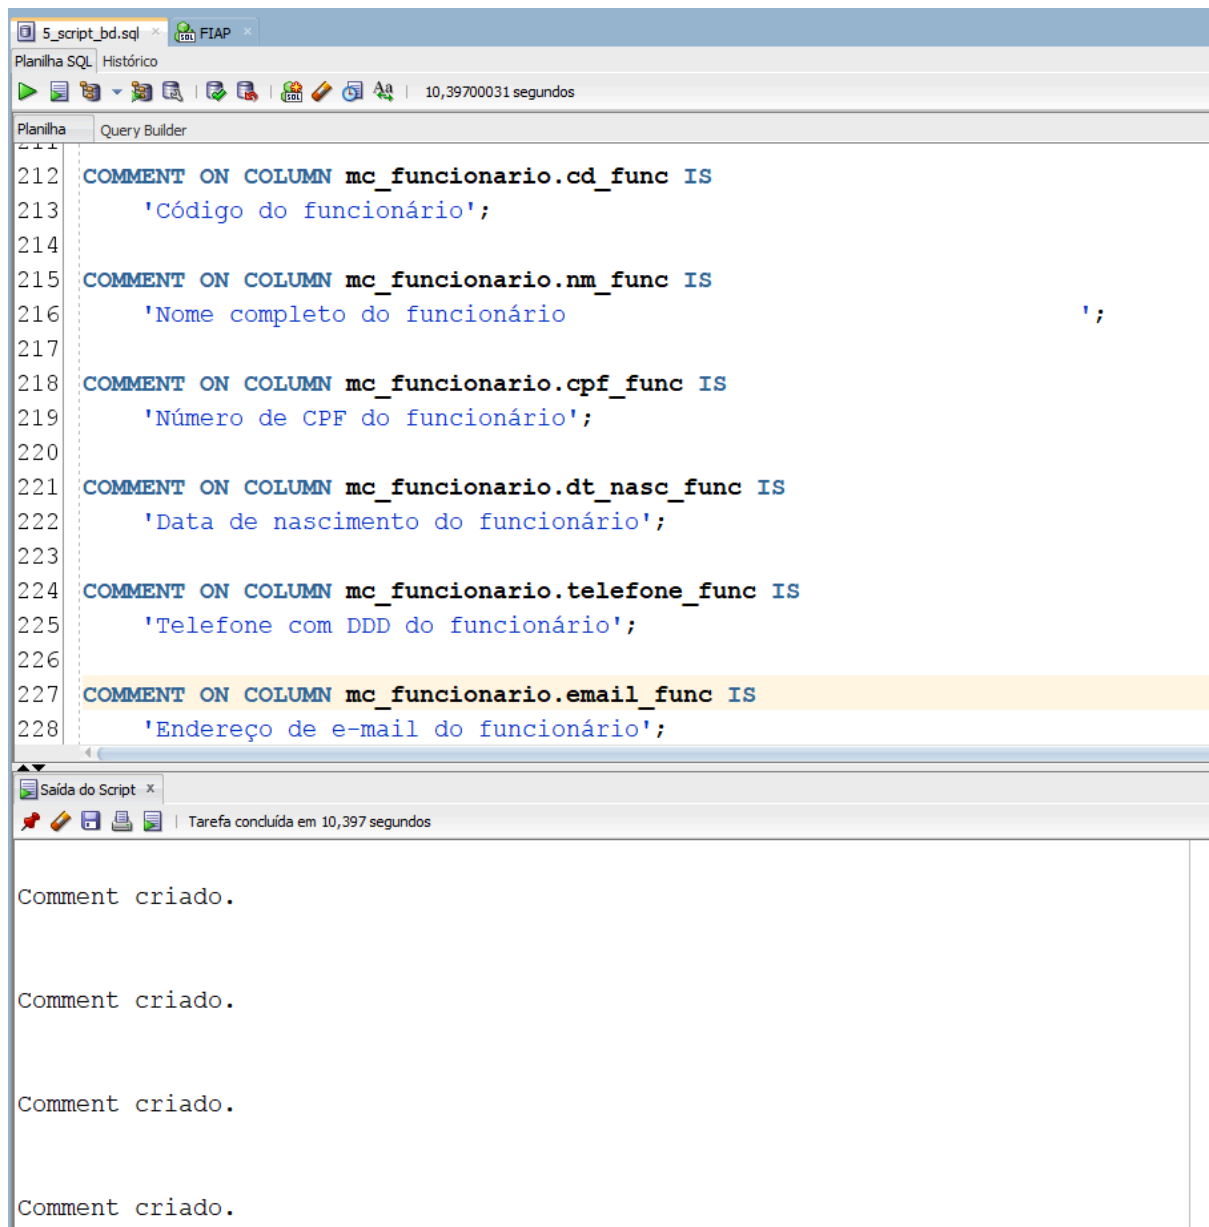 5_script_bd.sql × FIAP ×
Planilha SQL Histórico
10,39700031 segundos
Planilha Query Builder
211
212 COMMENT ON COLUMN mc_funcionario.cd_func IS
213 'Código do funcionário';
214
215 COMMENT ON COLUMN mc_funcionario.nm_func IS
216 'Nome completo do funcionário                                   ';
217
218 COMMENT ON COLUMN mc_funcionario.cpf_func IS
219 'Número de CPF do funcionário';
220
221 COMMENT ON COLUMN mc_funcionario.dt_nasc_func IS
222 'Data de nascimento do funcionário';
223
224 COMMENT ON COLUMN mc_funcionario.telefone_func IS
225 'Telefone com DDD do funcionário';
226
227 COMMENT ON COLUMN mc_funcionario.email_func IS
228 'Endereço de e-mail do funcionário';
Saída do Script ×
Tarefa concluída em 10,397 segundos
Comment criado.
Comment criado.
Comment criado.
Comment criado.